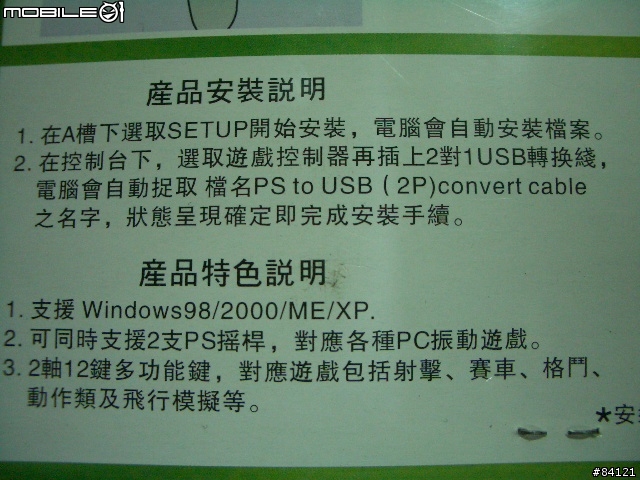 MOBILE01
産品安裝説明
1. 在A槽下選取SETUP開始安裝，電腦會自動安裝檔案。
2. 在控制台下，選取遊戲控制器再插上2對1USB轉换綫，
電腦會自動捉取 檔名PS to USB（2P)convert cable
之名字，狀態呈現確定即完成安裝手續。
産品特色説明
1. 支援 Windows98/2000/ME/XP.
2. 可同時支援2支PS摇桿，對應各種PC振動遊戲。
3. 2軸12鍵多功能鍵，對應遊戲包括射擊、賽車、格鬥、
動作類及飛行模擬等。
*安
#84121